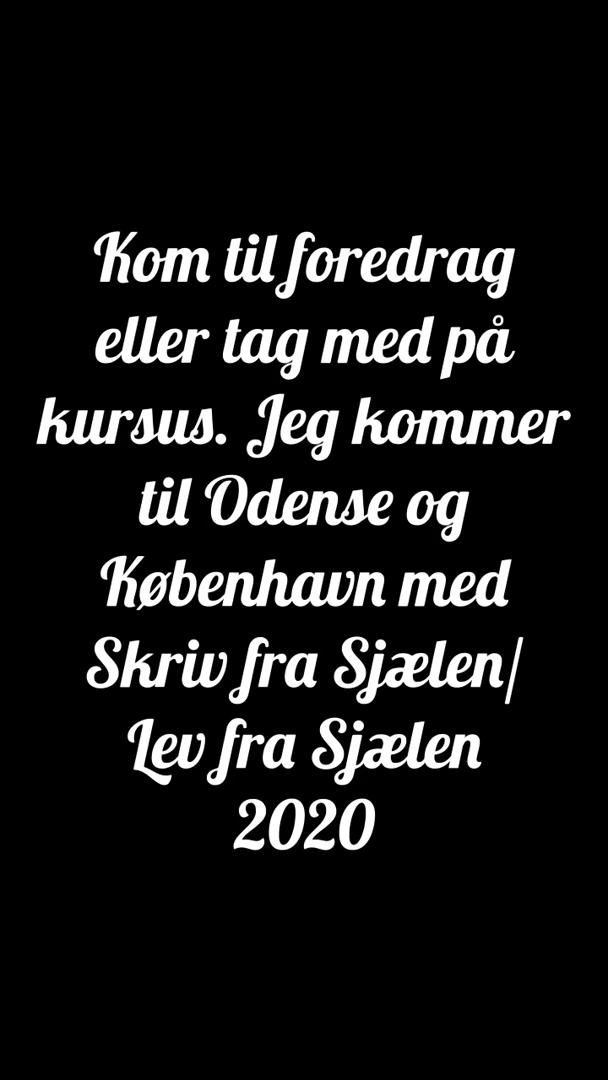 Kom til foredrag
eller tag med på
kursus. Jeg kommer
til Odense og
København med
Skriv fra Sjælen/
Lev fra Sjælen
2020